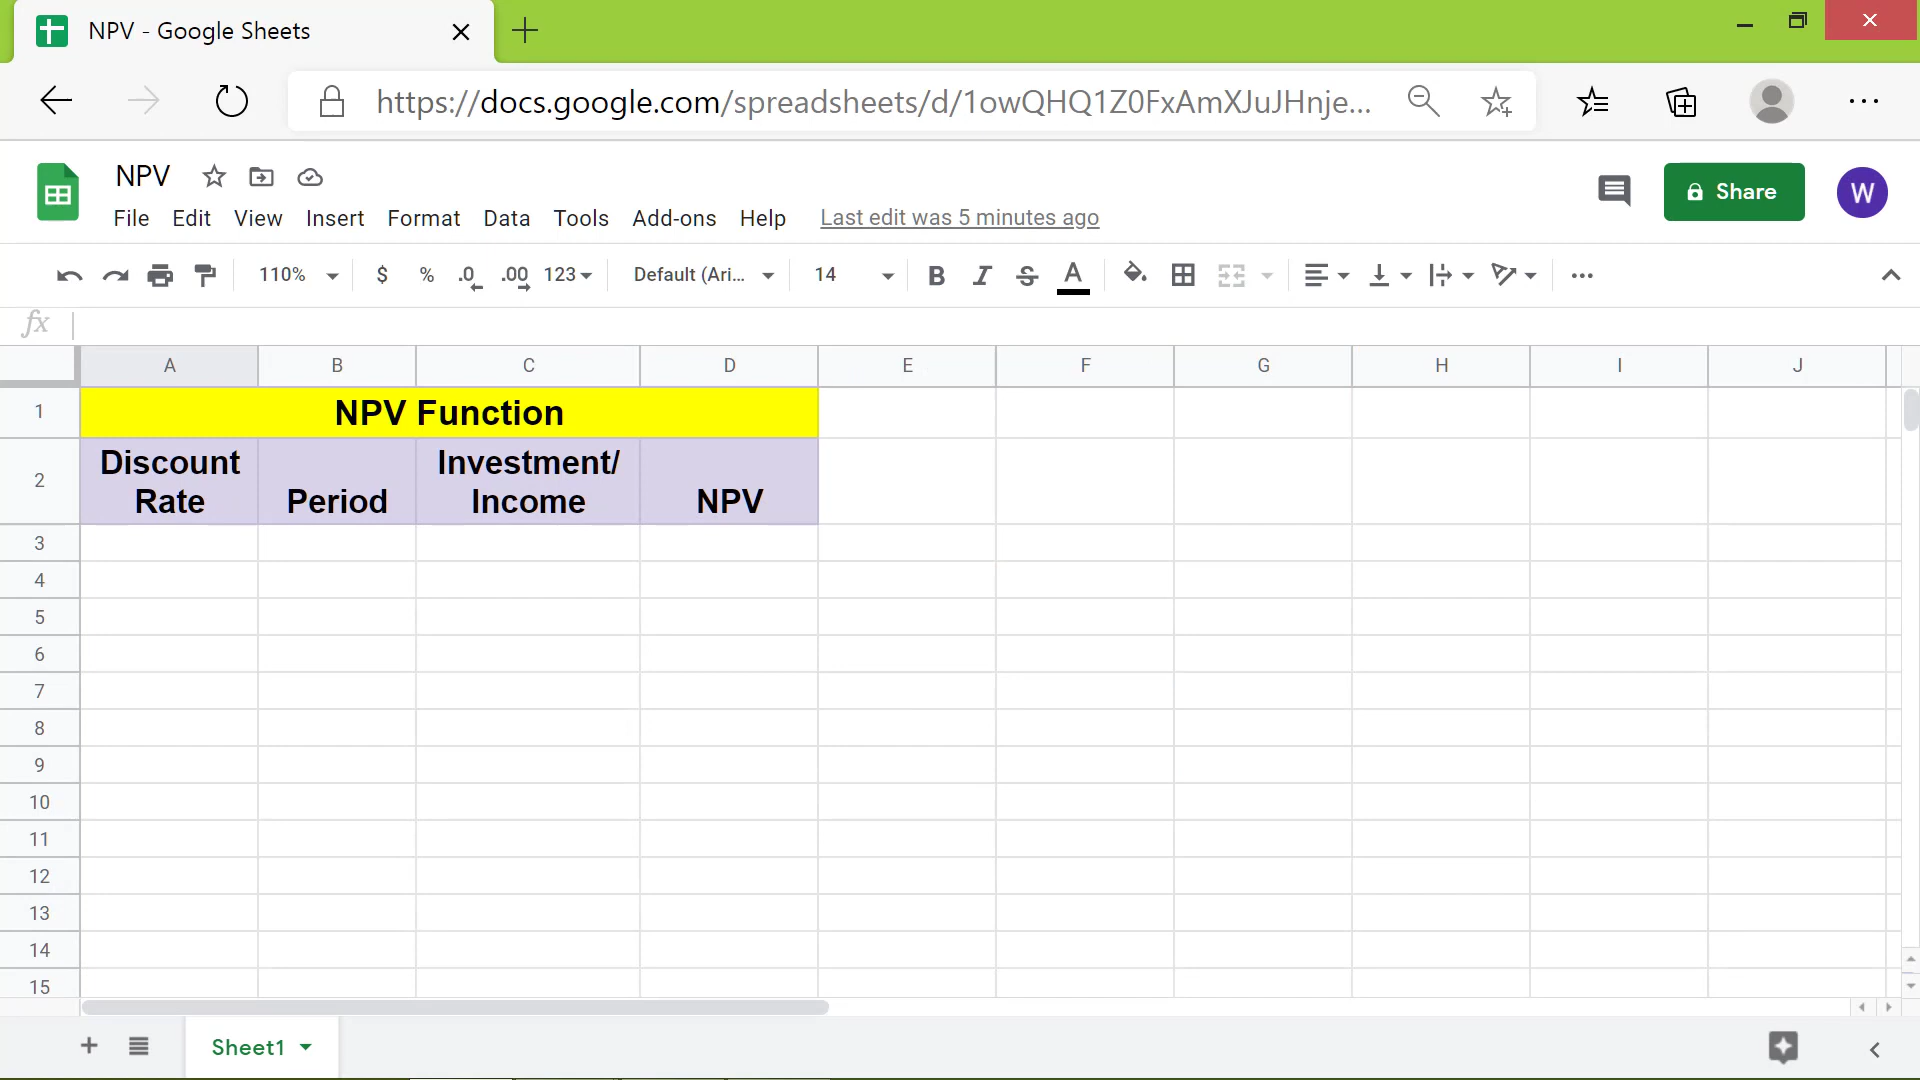 NPV - Google Sheets
https://docs.google.com/spreadsheets/d/1owQHQ1Z0FxAmXJuJHnje...
NPV
File Edit View Insert Format Data Tools Add-ons Help Last edit was 5 minutes ago
Share
W
110% $ % .0 .00 123 Default (Ari... 14 B I S A
fx
A B C D E F G H I J
1 NPV Function
2 Discount Rate Period Investment/ Income NPV
3
4
5
6
7
8
9
10
11
12
13
14
15
Sheet1